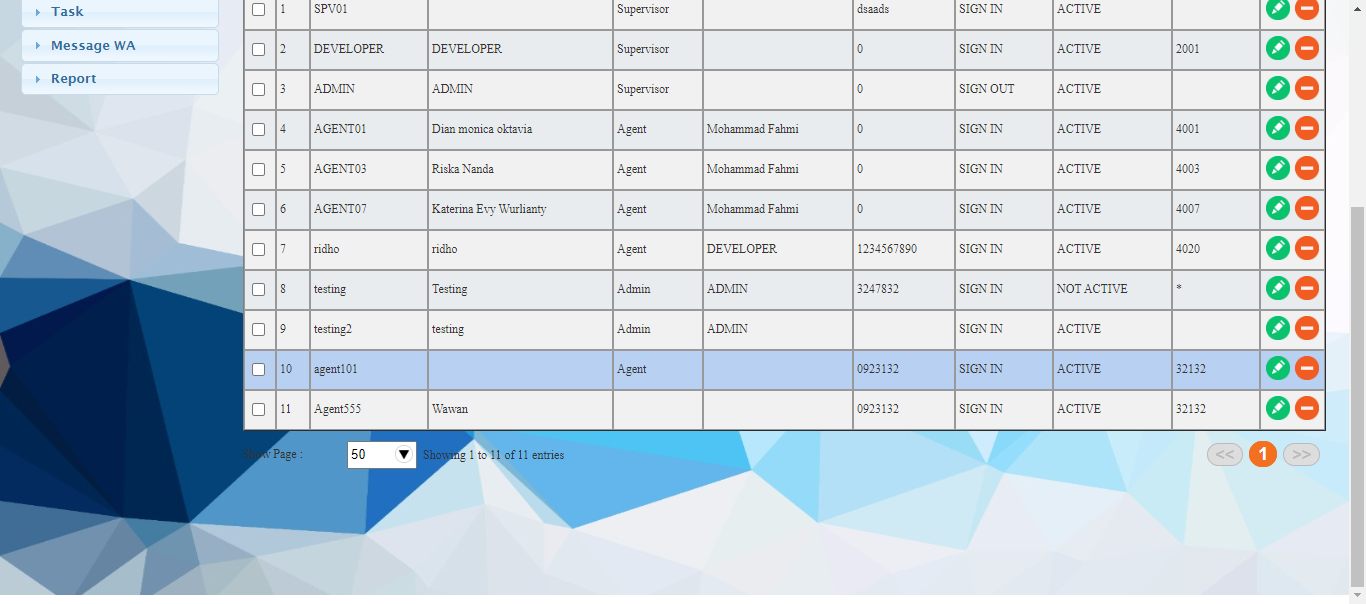 Task
Message WA
Report
1 SPV01 Supervisor dsaads SIGN IN ACTIVE
2 DEVELOPER DEVELOPER Supervisor 0 SIGN IN ACTIVE 2001
3 ADMIN ADMIN Supervisor 0 SIGN OUT ACTIVE
4 AGENT01 Dian monica oktavia Agent Mohammad Fahmi 0 SIGN IN ACTIVE 4001
5 AGENT03 Riska Nanda Agent Mohammad Fahmi 0 SIGN IN ACTIVE 4003
6 AGENT07 Katerina Evy Wurlianty Agent Mohammad Fahmi 0 SIGN IN ACTIVE 4007
7 ridho ridho Agent DEVELOPER 1234567890 SIGN IN ACTIVE 4020
8 testing Testing Admin ADMIN 3247832 SIGN IN NOT ACTIVE *
9 testing2 testing Admin ADMIN SIGN IN ACTIVE
10 agent101 Agent 0923132 SIGN IN ACTIVE 32132
11 Agent555 Wawan 0923132 SIGN IN ACTIVE 32132
Show Page : 50 Showing 1 to 11 of 11 entries << 1 >>